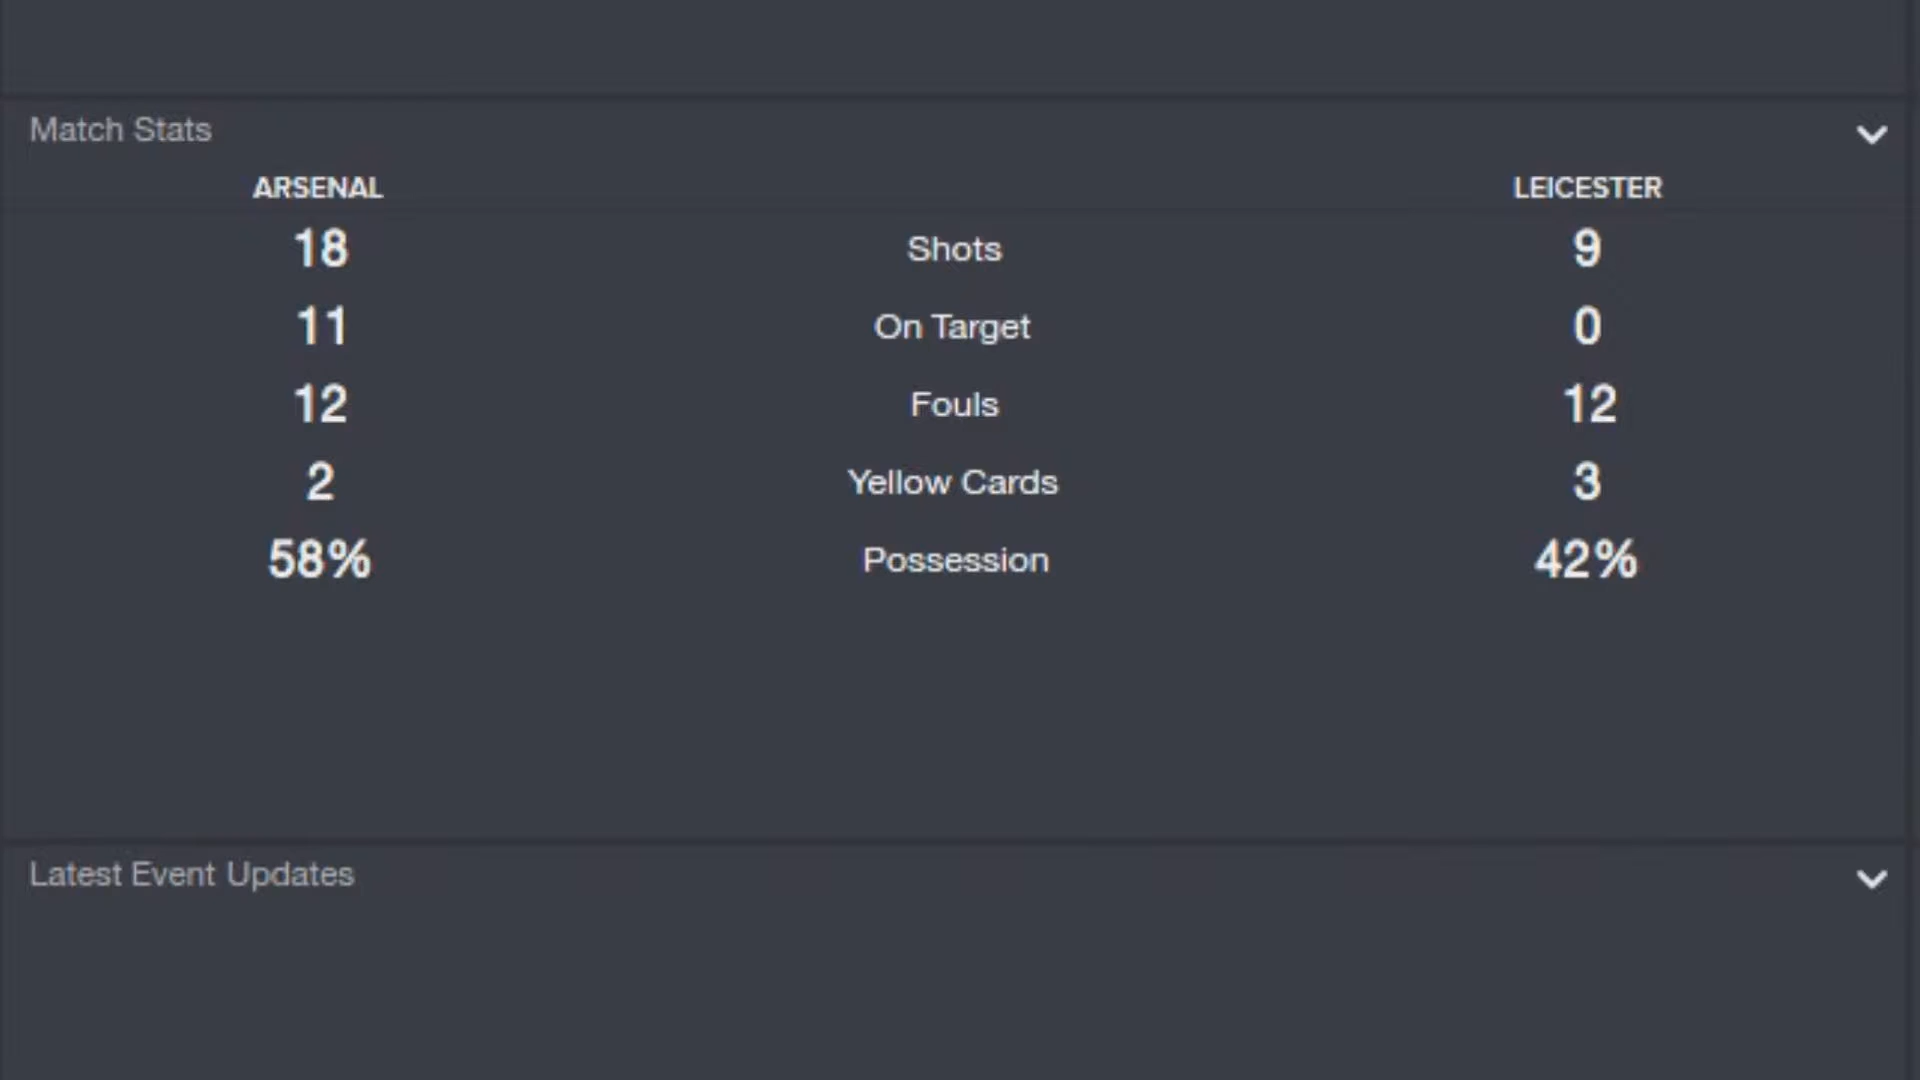 Match Stats
ARSENAL LEICESTER
18 Shots 9
11 On Target 0
12 Fouls 12
2 Yellow Cards 3
58% Possession 42%
Latest Event Updates